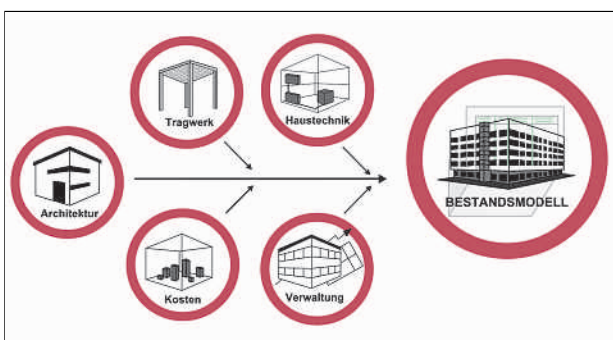 Tragwerk
Haustechnik
Architektur
BESTANDSMODELL
Kosten
Verwaltung